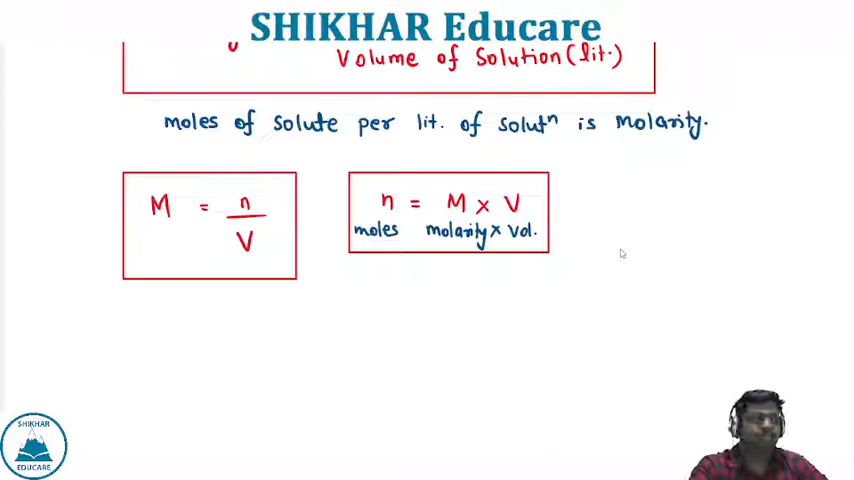 SHIKHAR Educare
Volume of Solution (lit.)
moles of solute per lit. of solutⁿ is molarity.
M = n / V
n = M × V
moles molarity × vol.
SHIKHAR
EDUCARE